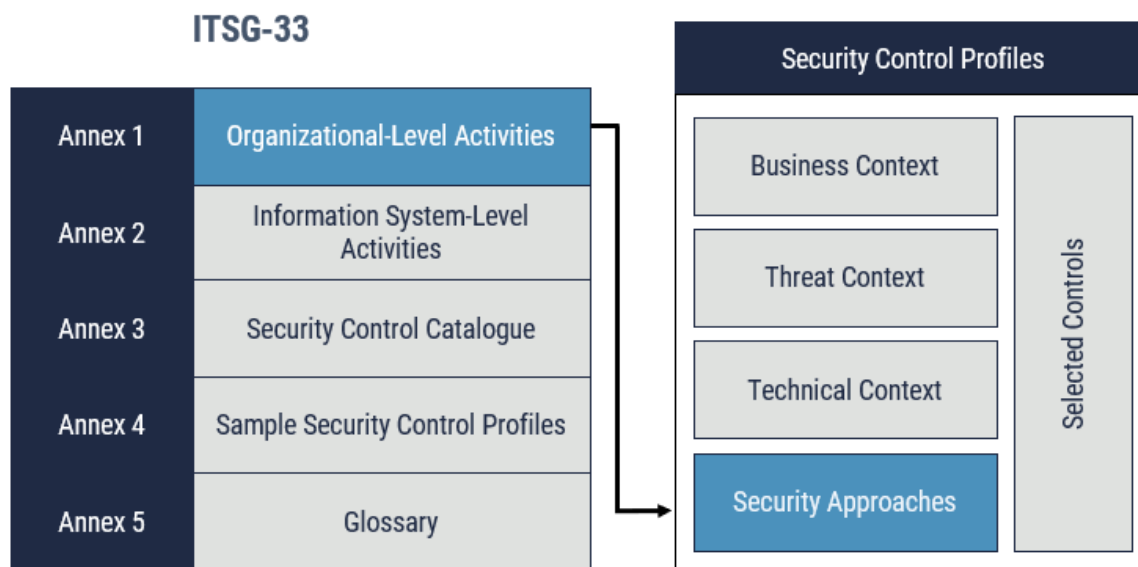 ITSG-33
Annex 1
Organizational-Level Activities
Annex 2
Information System-Level
Activities
Annex 3
Security Control Catalogue
Annex 4
Sample Security Control Profiles
Annex 5
Glossary
Security Control Profiles
Business Context
Threat Context
Technical Context
Security Approaches
Selected Controls